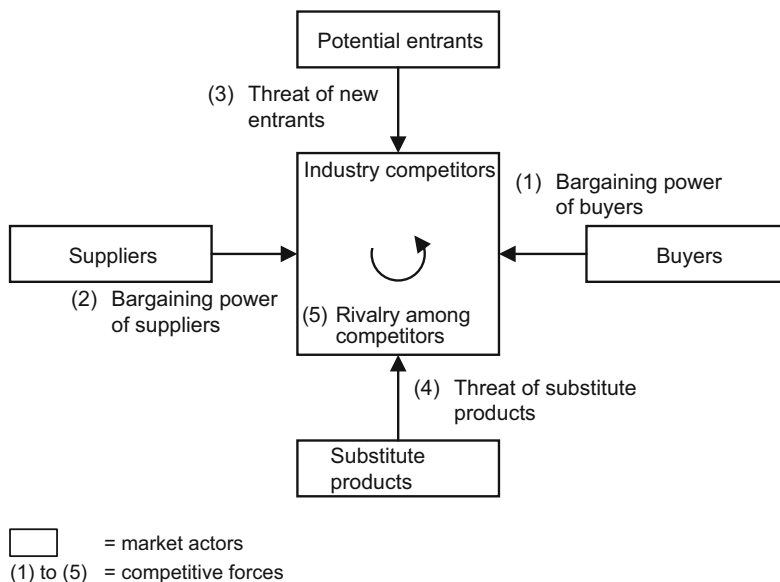 Potential entrants
(3) Threat of new
entrants
Industry competitors
(1) Bargaining power
of buyers
Suppliers
Buyers
(2) Bargaining power
of suppliers
(5) Rivalry among
competitors
(4) Threat of substitute
products
Substitute
products
= market actors
(1) to (5) = competitive forces